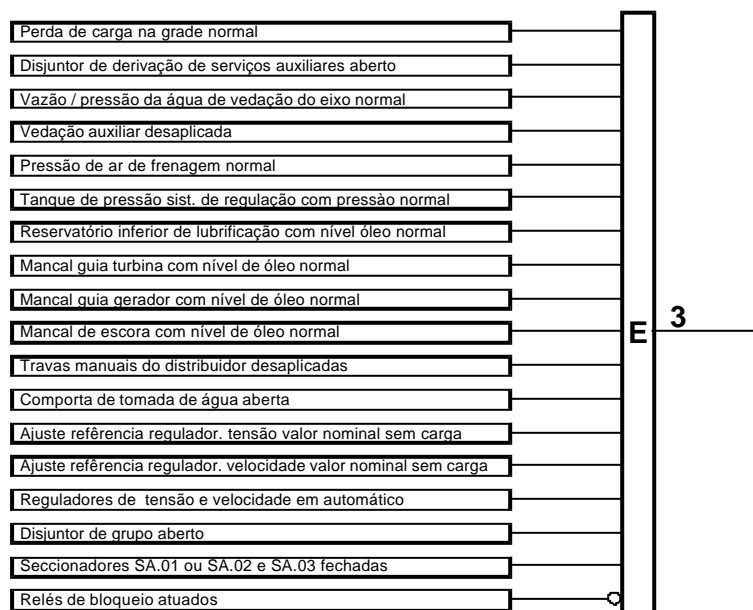 Perda de carga na grade normal
Disjuntor de derivação de serviços auxiliares aberto
Vazão / pressão da água de vedação do eixo normal
Vedação auxiliar desaplicada
Pressão de ar de frenagem normal
Tanque de pressão sist. de regulação com pressào normal
Reservatório inferior de lubrificação com nível óleo normal
Mancal guia turbina com nível de óleo normal
Mancal guia gerador com nível de óleo normal
Mancal de escora com nível de óleo normal
E 3
Travas manuais do distribuidor desaplicadas
Comporta de tomada de água aberta
Ajuste refêrencia regulador. tensão valor nominal sem carga
Ajuste refêrencia regulador. velocidade valor nominal sem carga
Reguladores de tensão e velocidade em automático
Disjuntor de grupo aberto
Seccionadores SA.01 ou SA.02 e SA.03 fechadas
Relés de bloqueio atuados